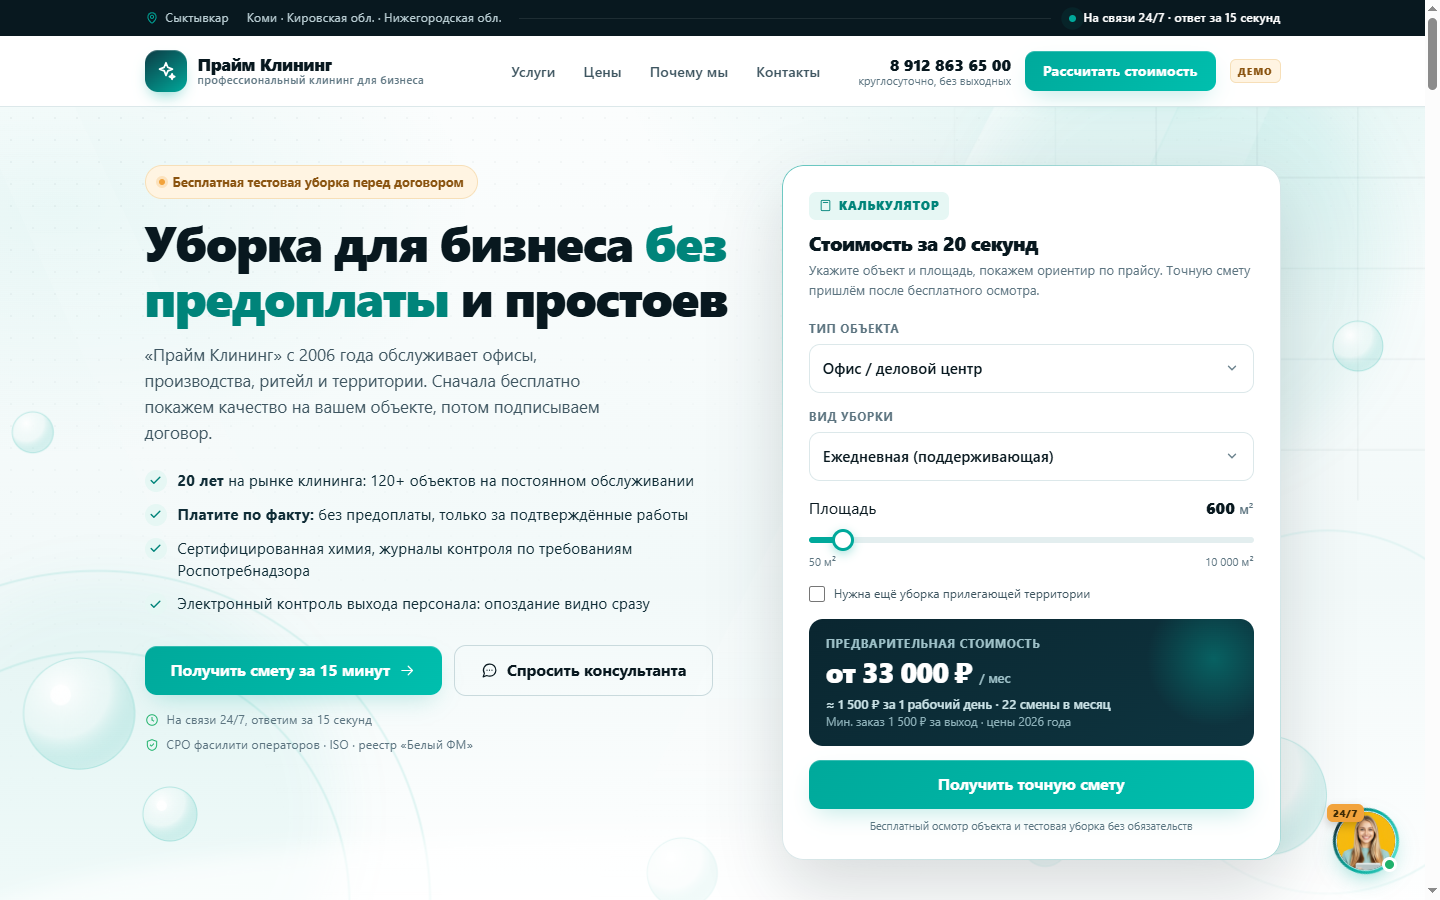 Сыктывкар
Коми · Кировская обл. · Нижегородская обл.
На связи 24/7 · ответ за 15 секунд
Прайм Клининг
профессиональный клининг для бизнеса
Услуги
Цены
Почему мы
Контакты
8 912 863 65 00
круглосуточно, без выходных
Рассчитать стоимость
ДЕМО
Бесплатная тестовая уборка перед договором
Уборка для бизнеса без
предоплаты и простоев
«Прайм Клининг» с 2006 года обслуживает офисы,
производства, ритейл и территории. Сначала бесплатно
покажем качество на вашем объекте, потом подписываем
договор.
20 лет на рынке клининга: 120+ объектов на постоянном обслуживании
Платите по факту: без предоплаты, только за подтверждённые работы
Сертифицированная химия, журналы контроля по требованиям
Роспотребнадзора
Электронный контроль выхода персонала: опоздание видно сразу
Получить смету за 15 минут →
Спросить консультанта
На связи 24/7, ответим за 15 секунд
СРО фасилити операторов · ISO · реестр «Белый ФМ»
КАЛЬКУЛЯТОР
Стоимость за 20 секунд
Укажите объект и площадь, покажем ориентир по прайсу. Точную смету
пришлём после бесплатного осмотра.
ТИП ОБЪЕКТА
Офис / деловой центр
ВИД УБОРКИ
Ежедневная (поддерживающая)
Площадь
600 м²
50 м²
10 000 м²
Нужна ещё уборка прилегающей территории
ПРЕДВАРИТЕЛЬНАЯ СТОИМОСТЬ
от 33 000 ₽ / мес
≈ 1 500 ₽ за 1 рабочий день · 22 смены в месяц
Мин. заказ 1 500 ₽ за выход · цены 2026 года
Получить точную смету
Бесплатный осмотр объекта и тестовая уборка без обязательств
24/7